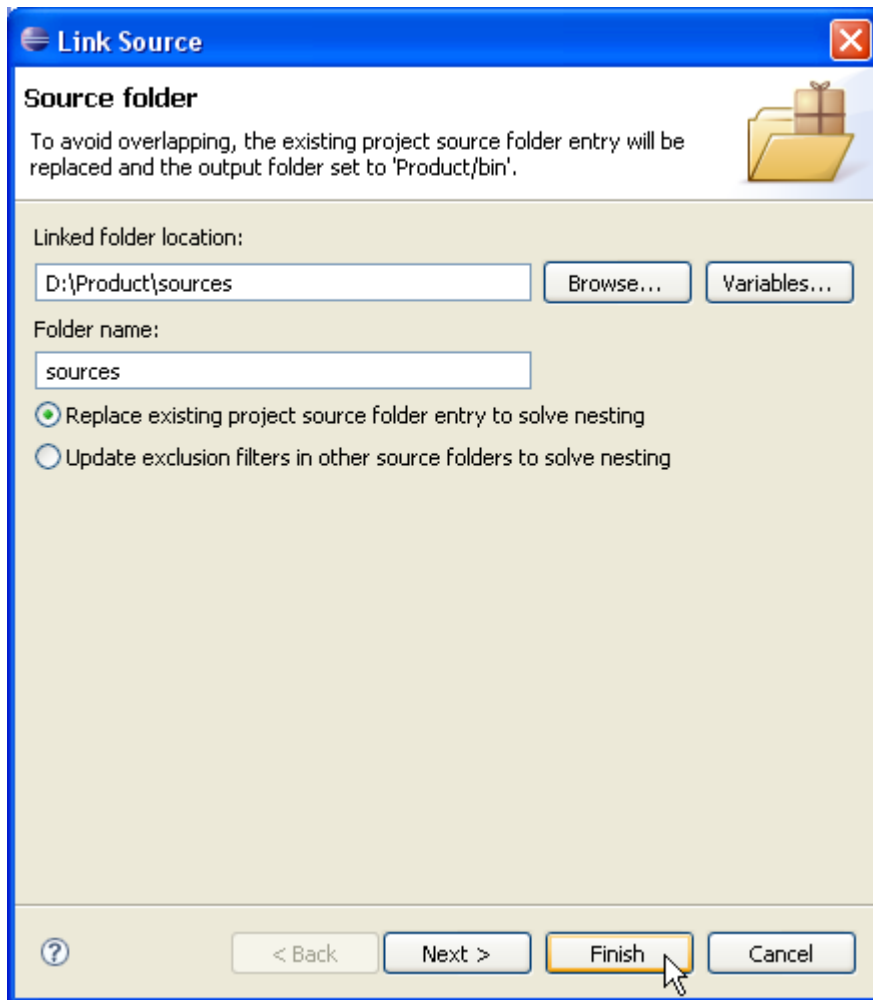 Link Source
Source folder
To avoid overlapping, the existing project source folder entry will be
replaced and the output folder set to 'Product/bin'.
Linked folder location:
D:\Product\sources
Browse...
Variables...
Folder name:
sources
Replace existing project source folder entry to solve nesting
Update exclusion filters in other source folders to solve nesting
?
< Back
Next >
Finish
Cancel